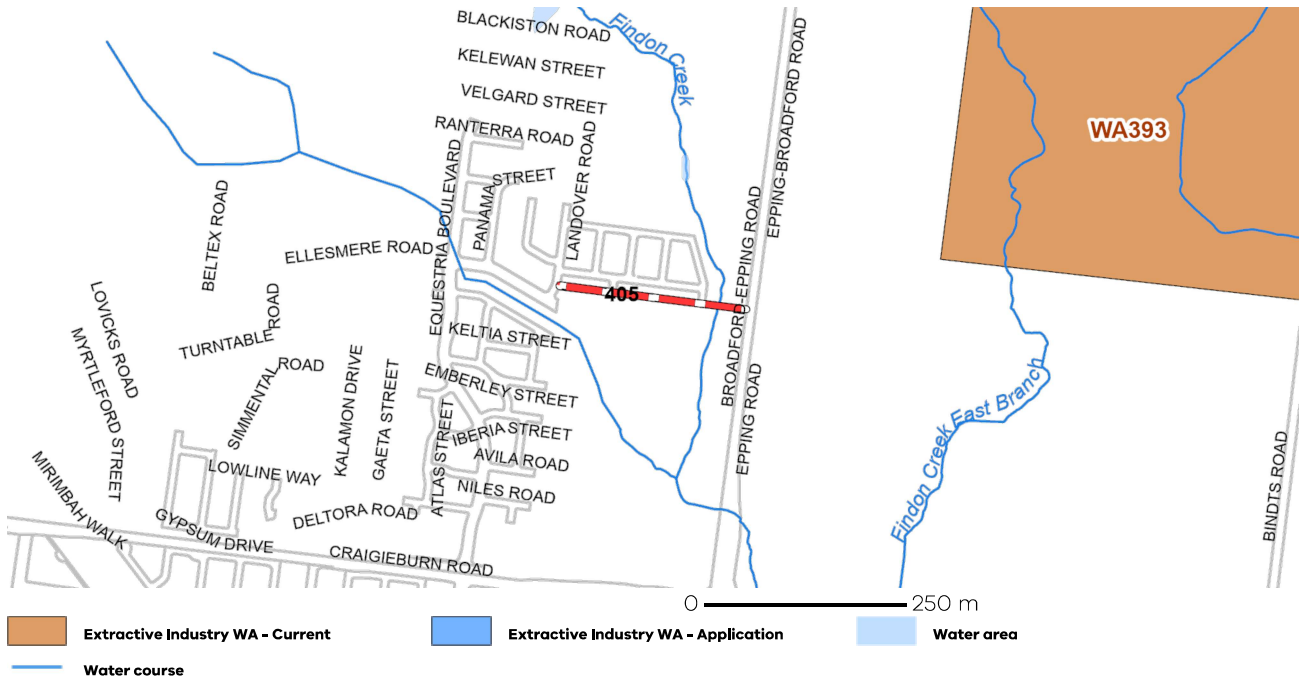 BLACKISTON ROAD
Findon Creek
KELEWAN STREET
VELGARD STREET
RANTERRA ROAD
EPPING-BRADFORD ROAD
WA393
LANDOVER ROAD
EQUESTRIA BOULEVARD
PANAMA STREET
BELTEX ROAD
ELLESMERE ROAD
BROADFORD-EPPING ROAD
405
LOVICKS ROAD
TURNTABLE ROAD
KELTIA STREET
MYRTLEFORD STREET
SIMMENTAL ROAD
KALAMON DRIVE
GAETA STREET
EMBERLEY STREET
EPPING ROAD
Findon Creek East Branch
ATLAS STREET
IBERIA STREET
AVILA ROAD
BINDTS ROAD
MIRIMBAH WALK
LOWLINE WAY
NILES ROAD
GYPSUM DRIVE
DELTORA ROAD
CRAIGIEBURN ROAD
0 250 m
Extractive Industry WA - Current
Extractive Industry WA - Application
Water area
Water course